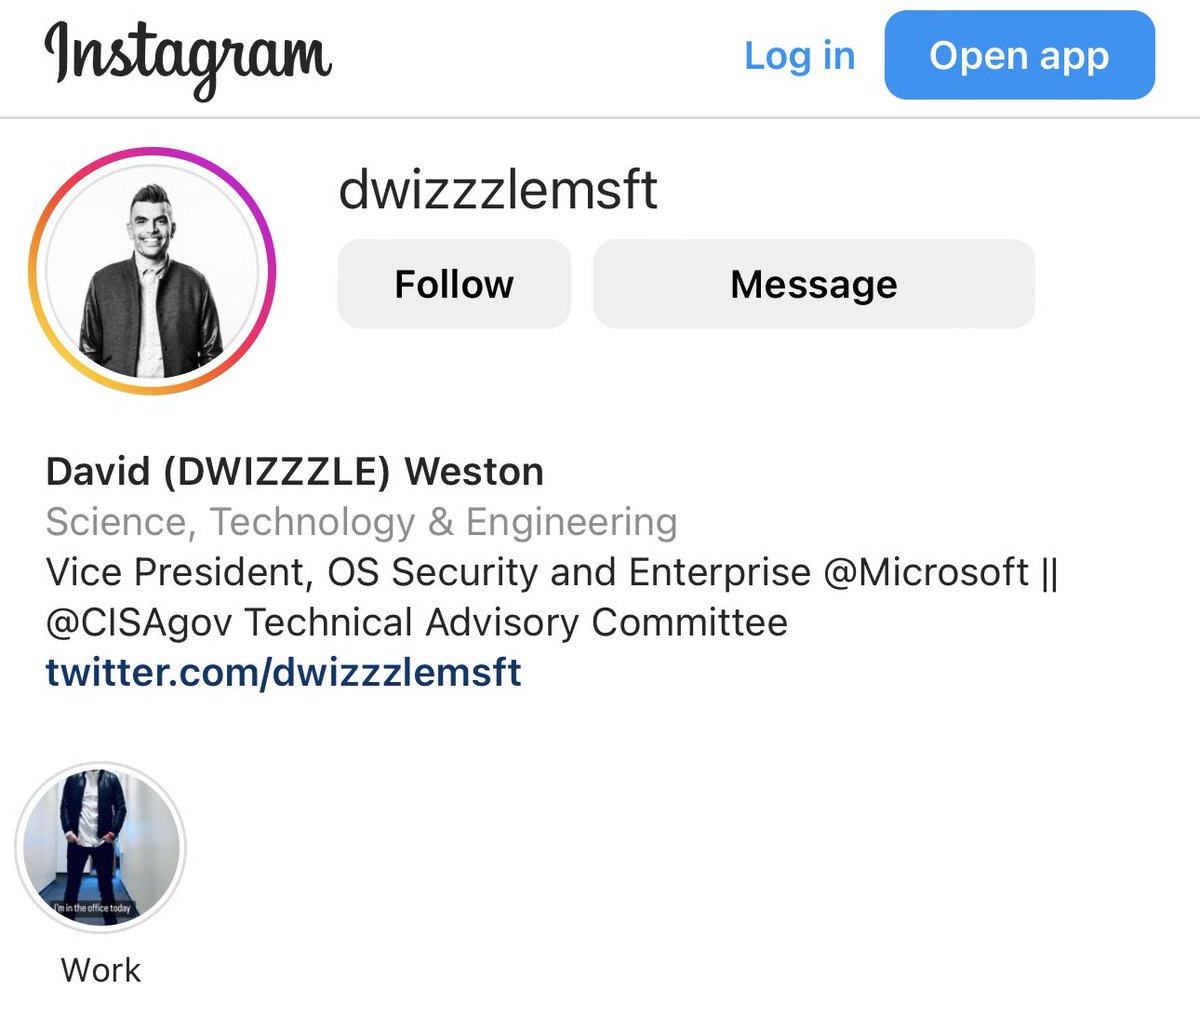 Instagram
Log in
Open app
dwizzzlemsft
Follow
Message
David (DWIZZZLE) Weston
Science, Technology & Engineering
Vice President, OS Security and Enterprise @Microsoft ||
@CISAgov Technical Advisory Committee
twitter.com/dwizzzlemsft
I'm in the office today
Work